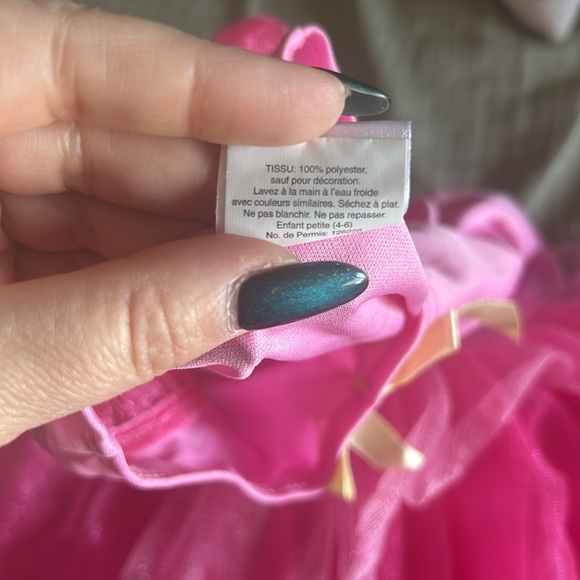 TISSU: 100% polyester,
sauf pour décoration.
Lavez à la main à l'eau froide
avec couleurs similaires. Séchez à plat.
Ne pas blanchir. Ne pas repasser.
Enfant petite (4-6)
No. de Permis: